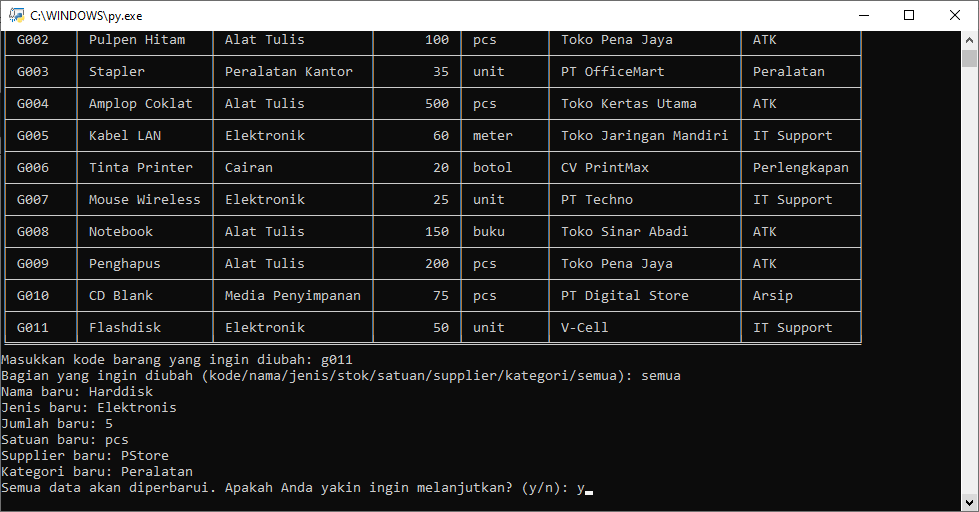 C:\WINDOWS\py.exe
G002 Pulpen Hitam Alat Tulis 100 pcs Toko Pena Jaya ATK
G003 Stapler Peralatan Kantor 35 unit PT OfficeMart Peralatan
G004 Amplop Coklat Alat Tulis 500 pcs Toko Kertas Utama ATK
G005 Kabel LAN Elektronik 60 meter Toko Jaringan Mandiri IT Support
G006 Tinta Printer Cairan 20 botol CV PrintMax Perlengkapan
G007 Mouse Wireless Elektronik 25 unit PT Techno IT Support
G008 Notebook Alat Tulis 150 buku Toko Sinar Abadi ATK
G009 Penghapus Alat Tulis 200 pcs Toko Pena Jaya ATK
G010 CD Blank Media Penyimpanan 75 pcs PT Digital Store Arsip
G011 Flashdisk Elektronik 50 unit V-Cell IT Support
Masukkan kode barang yang ingin diubah: g011
Bagian yang ingin diubah (kode/nama/jenis/stok/satuan/supplier/kategori/semua): semua
Nama baru: Harddisk
Jenis baru: Elektronis
Jumlah baru: 5
Satuan baru: pcs
Supplier baru: PStore
Kategori baru: Peralatan
Semua data akan diperbarui. Apakah Anda yakin ingin melanjutkan? (y/n): y